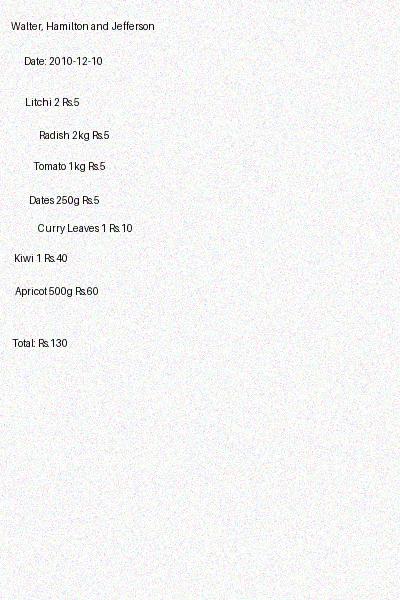 Walter, Hamilton and Jefferson
Date: 2010-12-10
Litchi 2 Rs.5
Radish 2kg Rs.5
Tomato 1kg Rs.5
Dates 250g Rs.5
Curry Leaves 1 Rs.10
Kiwi 1 Rs.40
Apricot 500g Rs.60
Total: Rs.130